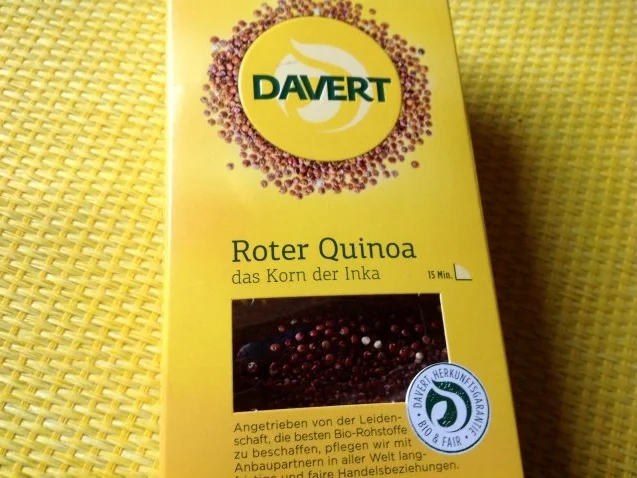 DAVERT
Roter Quinoa
das Korn der Inka
15 Min.
DAVERT HERKUNFTSGARANTIE
• BIO & FAIR •
Angetrieben von der Leiden-
schaft, die besten Bio-Rohstoffe
zu beschaffen, pflegen wir mit
Anbaupartnern in aller Welt lang-
fristige und faire Handelsbeziehungen.